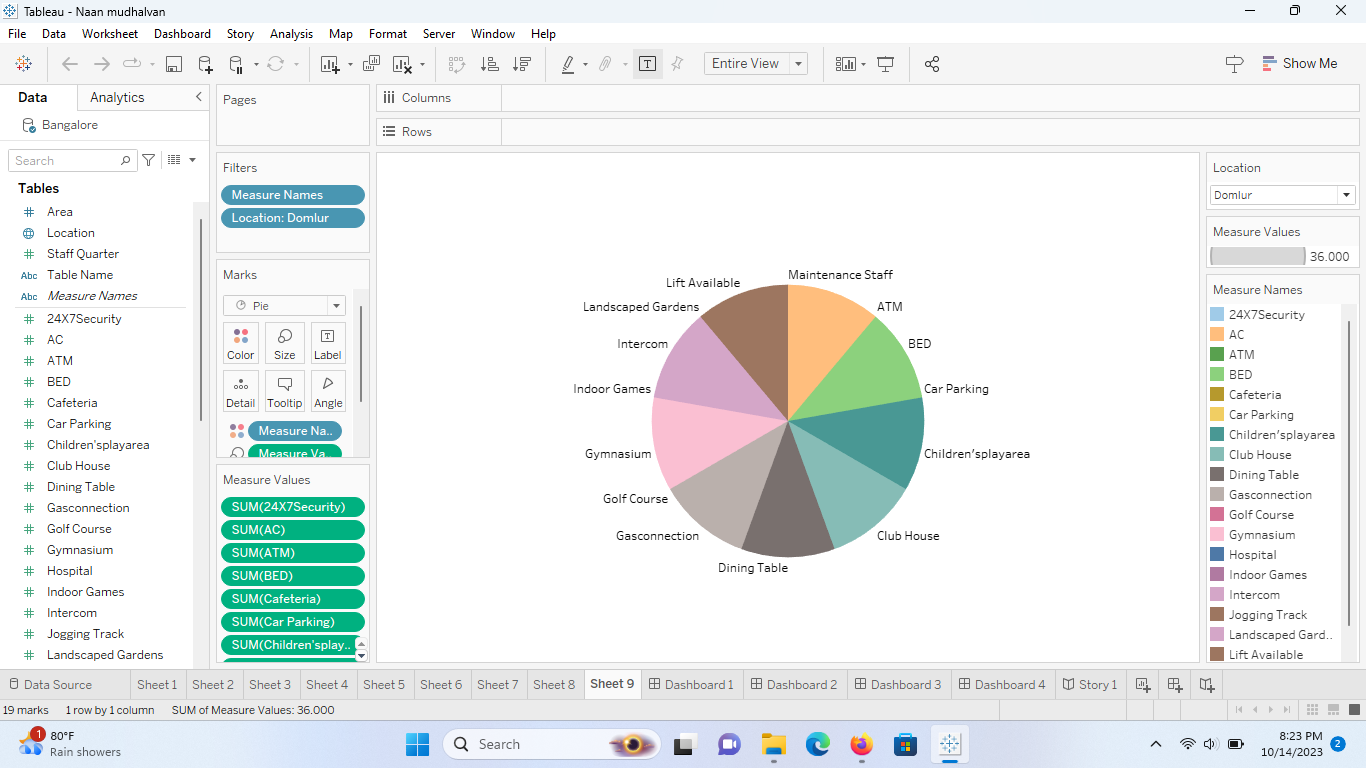 Tableau - Naan mudhalvan
File Data Worksheet Dashboard Story Analysis Map Format Server Window Help
Entire View
Show Me
Data Analytics
Bangalore
Search
Tables
Area
Location
Staff Quarter
Abc Table Name
Abc Measure Names
24X7Security
AC
ATM
BED
Cafeteria
Car Parking
Children'splayarea
Club House
Dining Table
Gasconnection
Golf Course
Gymnasium
Hospital
Indoor Games
Intercom
Jogging Track
Landscaped Gardens
Pages
Filters
Measure Names
Location: Domlur
Marks
Pie
Color Size Label
Detail Tooltip Angle
Measure Na..
Measure Va..
Measure Values
SUM(24X7Security)
SUM(AC)
SUM(ATM)
SUM(BED)
SUM(Cafeteria)
SUM(Car Parking)
SUM(Children'splay..
Columns
Rows
Lift Available
Maintenance Staff
Landscaped Gardens
ATM
Intercom
BED
Indoor Games
Car Parking
Gymnasium
Children'splayarea
Golf Course
Gasconnection
Club House
Dining Table
Location
Domlur
Measure Values
36.000
Measure Names
24X7Security
AC
ATM
BED
Cafeteria
Car Parking
Children'splayarea
Club House
Dining Table
Gasconnection
Golf Course
Gymnasium
Hospital
Indoor Games
Intercom
Jogging Track
Landscaped Gard..
Lift Available
Data Source Sheet 1 Sheet 2 Sheet 3 Sheet 4 Sheet 5 Sheet 6 Sheet 7 Sheet 8 Sheet 9 Dashboard 1 Dashboard 2 Dashboard 3 Dashboard 4 Story 1
19 marks 1 row by 1 column SUM of Measure Values: 36.000
1
80°F
Rain showers
Search
8:23 PM
10/14/2023
2